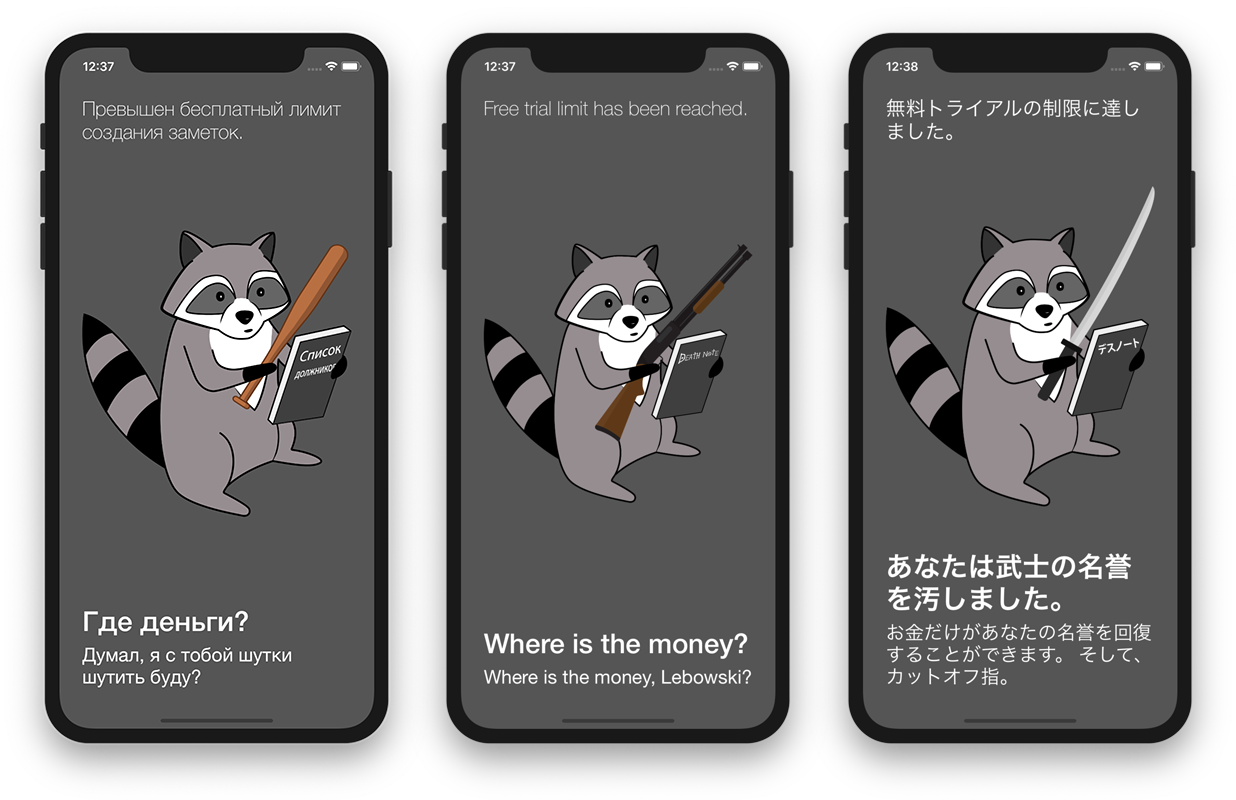 12:37
Превышен бесплатный лимит
создания заметок.
Список
должников
Где деньги?
Думал, я с тобой шутки
шутить буду?
12:37
Free trial limit has been reached.
DEATH NOTE
Where is the money?
Where is the money, Lebowski?
12:38
無料トライアルの制限に達し
ました。
デスノート
あなたは武士の名誉
を汚しました。
お金だけがあなたの名誉を回復
することができます。 そして、
カットオフ指。